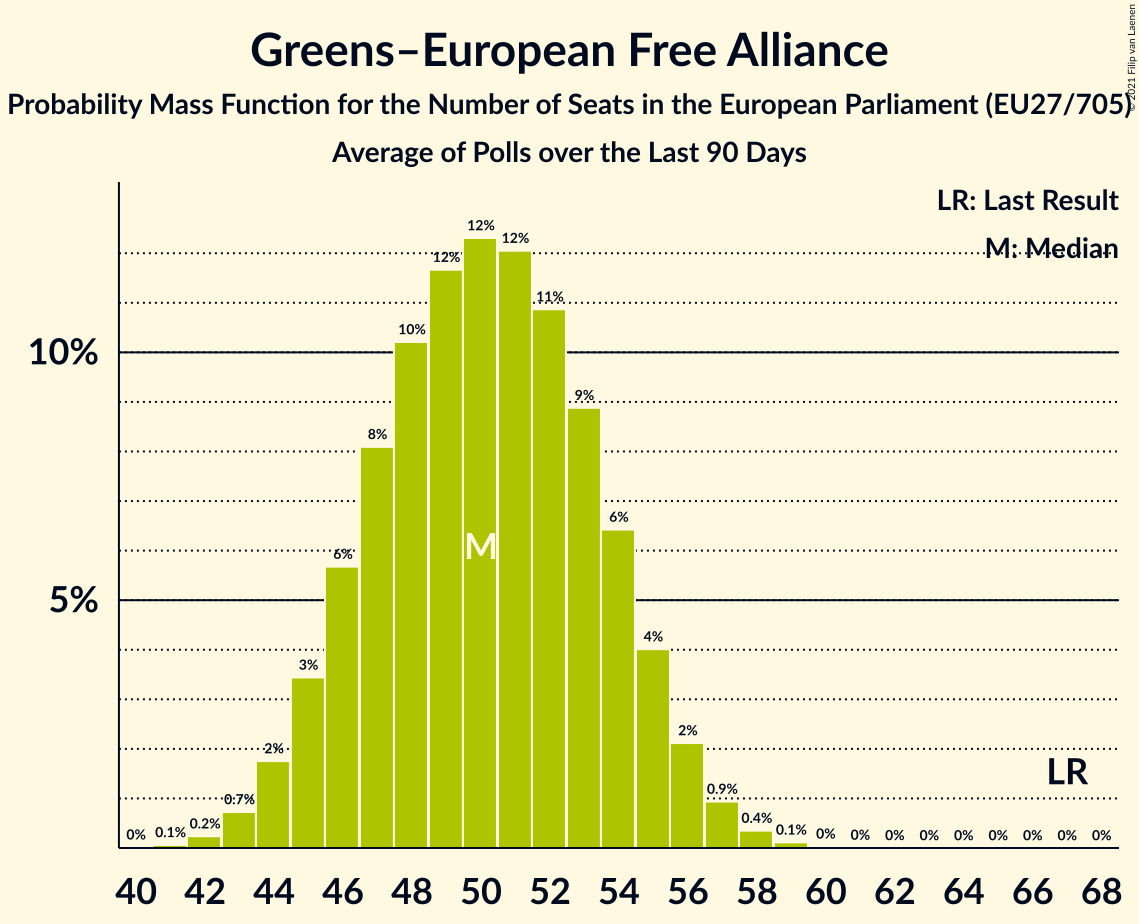 © 2021 Filip van Laenen
Greens–European Free Alliance
Probability Mass Function for the Number of Seats in the European Parliament (EU27/705)
Average of Polls over the Last 90 Days
LR: Last Result
M: Median
10%
5%
0% 0.1% 0.2% 0.7% 2% 3% 6% 8% 10% 12% 12% 12% 11% 9% 6% 4% 2% 0.9% 0.4% 0.1% 0% 0% 0% 0% 0% 0% 0% 0% 0%
M
LR
40 42 44 46 48 50 52 54 56 58 60 62 64 66 68